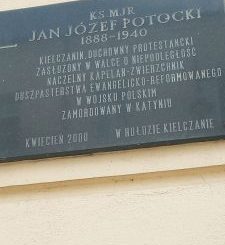 KS. MJR
JAN JÓZEF POTOCKI
1888-1940
KIELCZANIN, DUCHOWNY PROTESTANCKI
ZASŁUŻONY W WALCE O NIEPODLEGŁOŚĆ
NACZELNY KAPELAN-ZWIERZCHNIK
DUSZPASTERSTWA EWANGELICKO-REFORMOWANEGO
W WOJSKU POLSKIM
ZAMORDOWANY W KATYNIU
KWIECIEŃ 2000 W HOŁDZIE KIELCZANIE